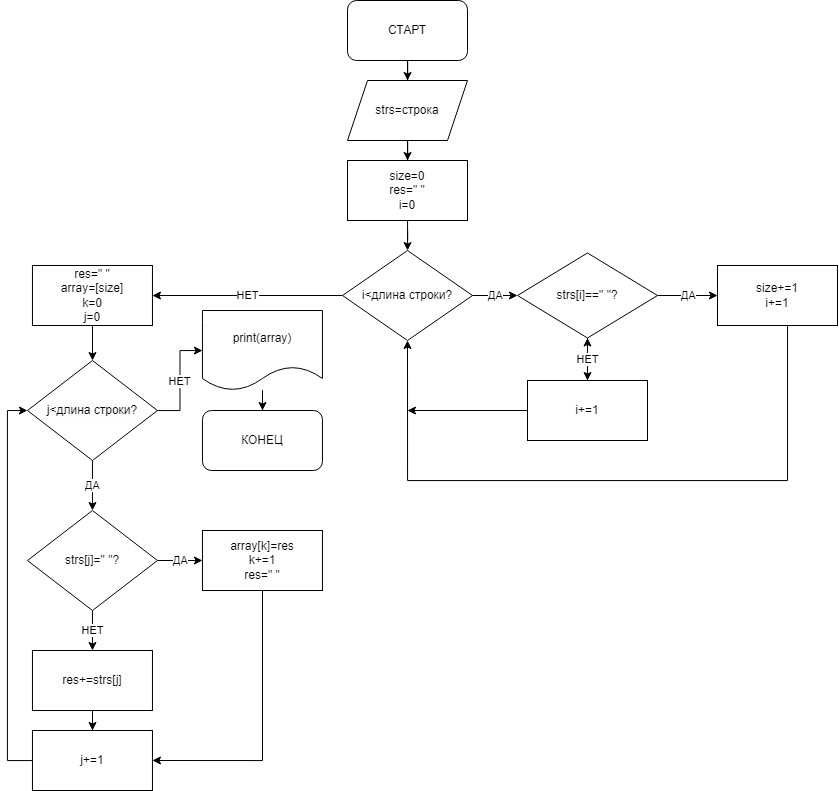 СТАРТ
strs=строка
size=0
res=" "
i=0
i<длина строки?
ДА
strs[i]==" "?
ДА
size+=1
i+=1
НЕТ
i+=1
НЕТ
res=" "
array=[size]
k=0
j=0
j<длина строки?
НЕТ
print(array)
КОНЕЦ
ДА
strs[j]=" "?
ДА
array[k]=res
k+=1
res=" "
НЕТ
res+=strs[j]
j+=1